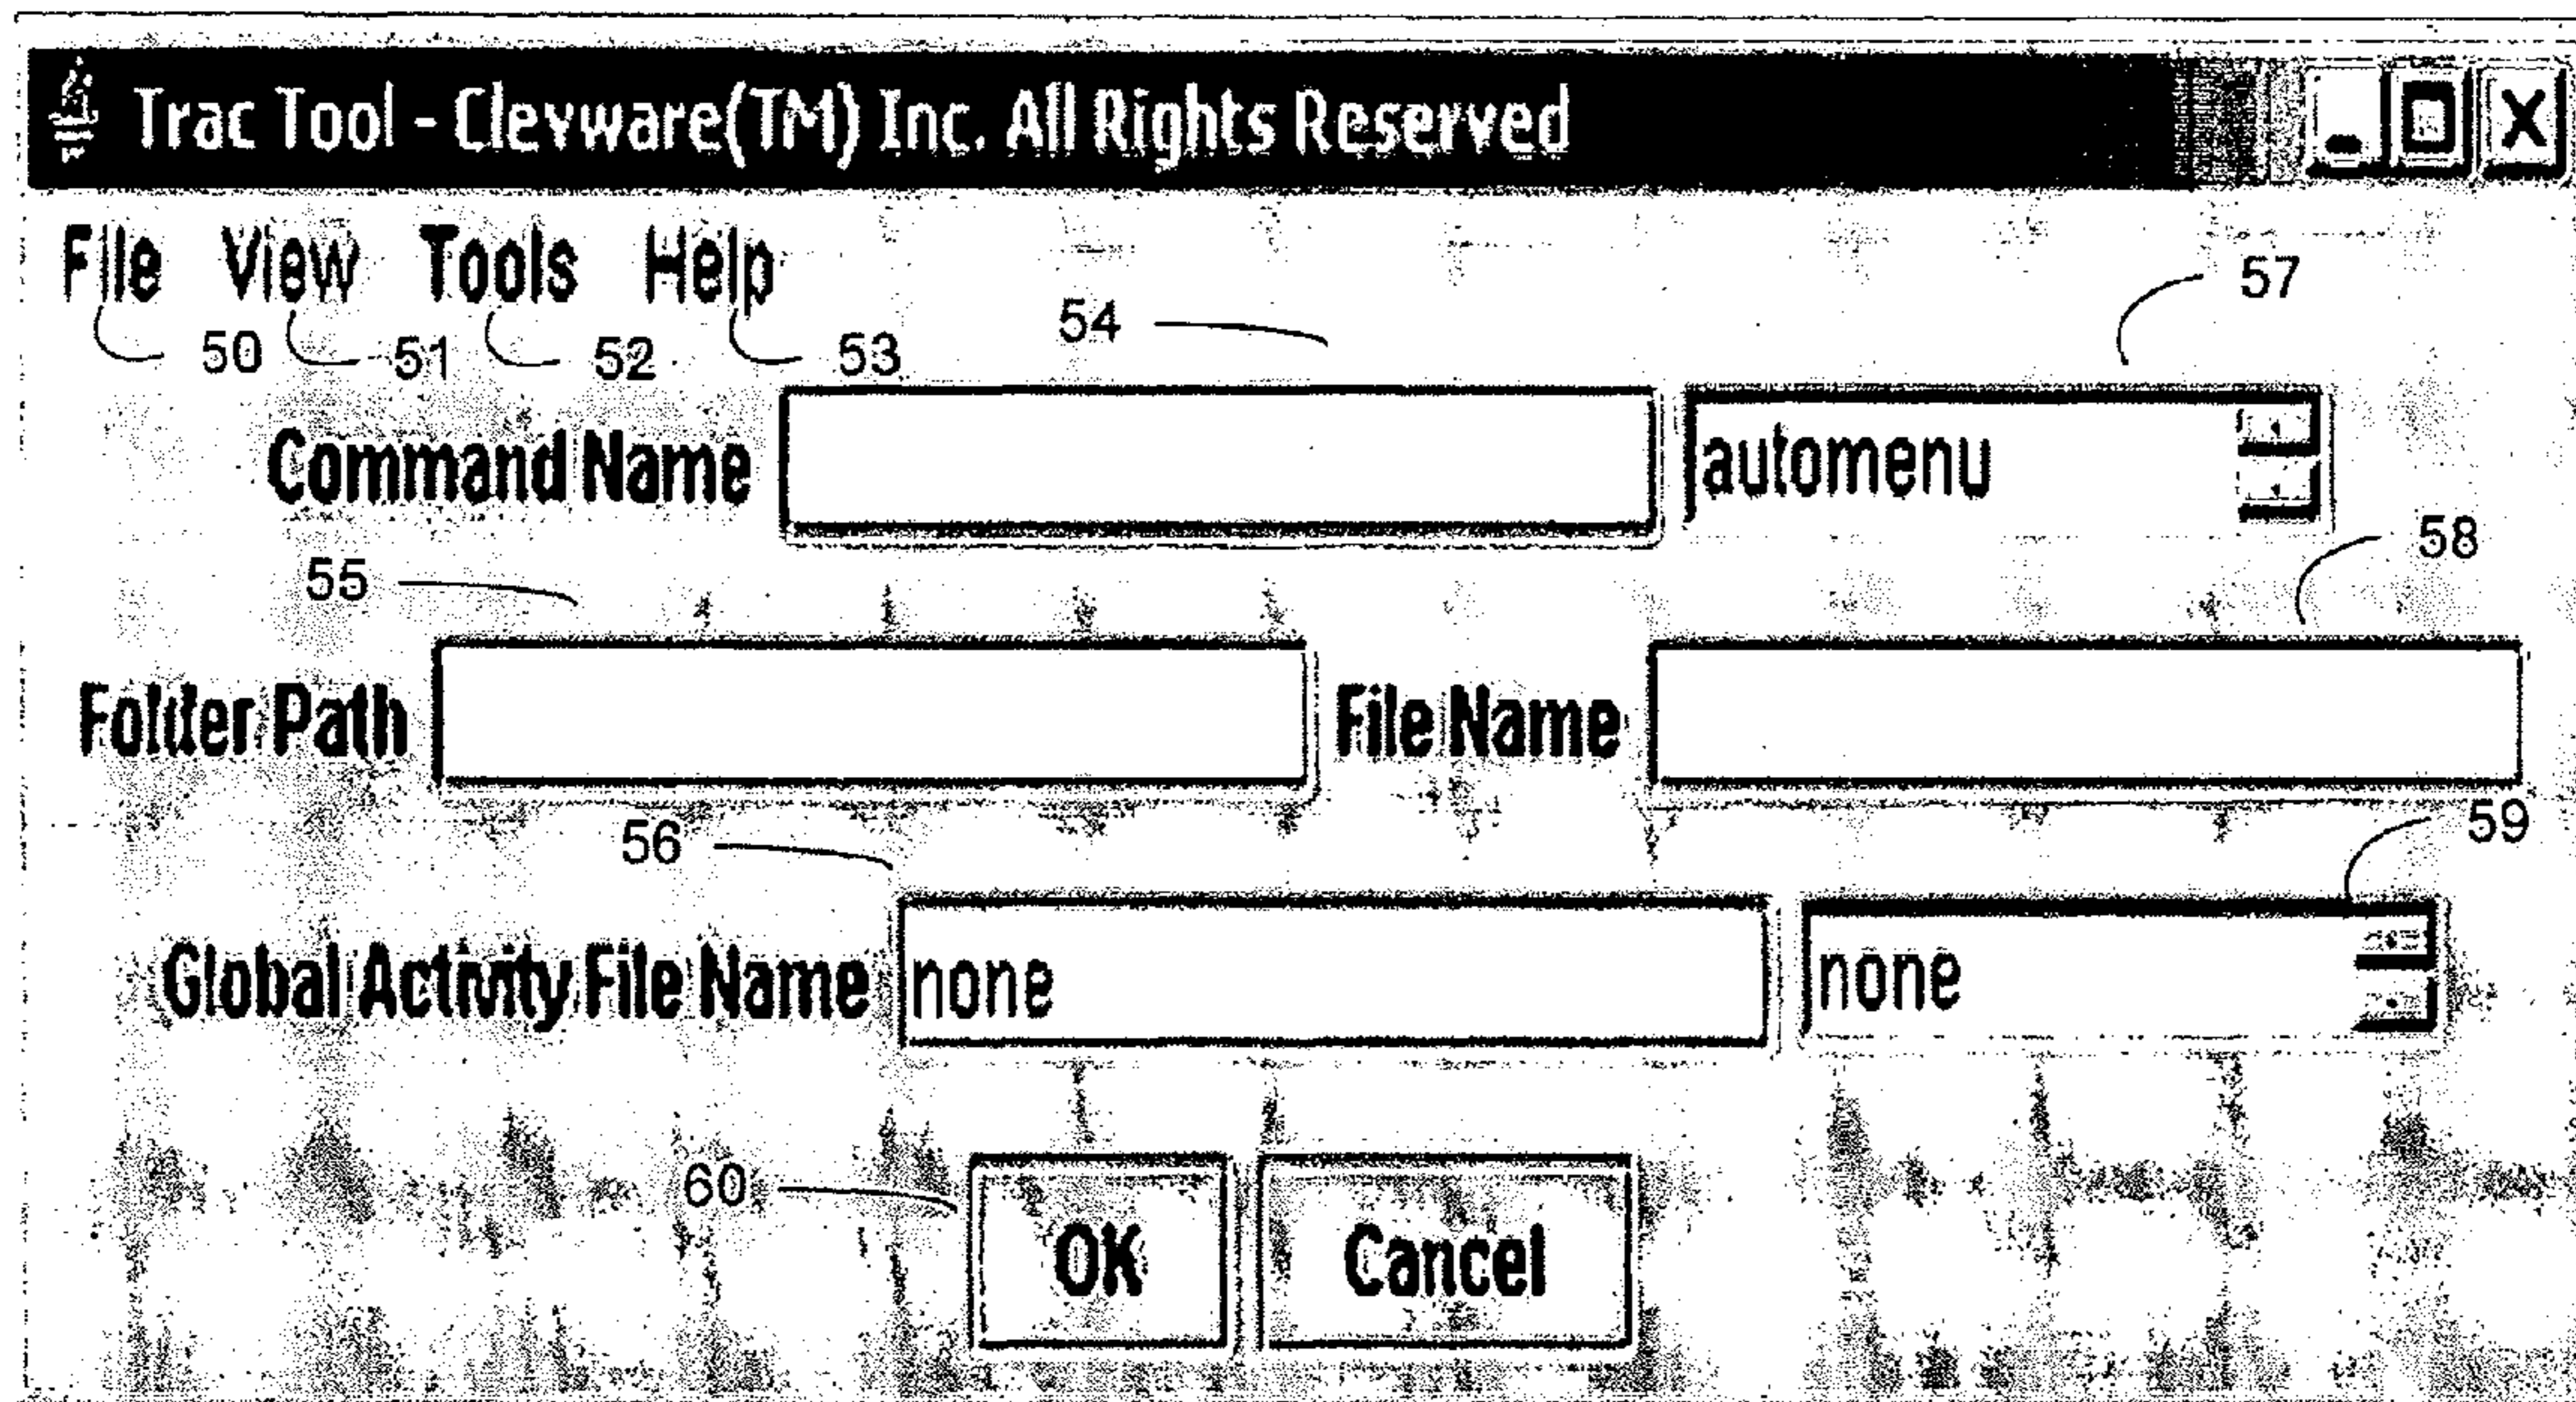 Trac Tool - Clevware(TM) Inc. All Rights Reserved
File View Tools Help
50 51 52 53 54 57
Command Name automenu
55 58
Folder Path File Name
56 59
Global Activity File Name none none
60
OK Cancel